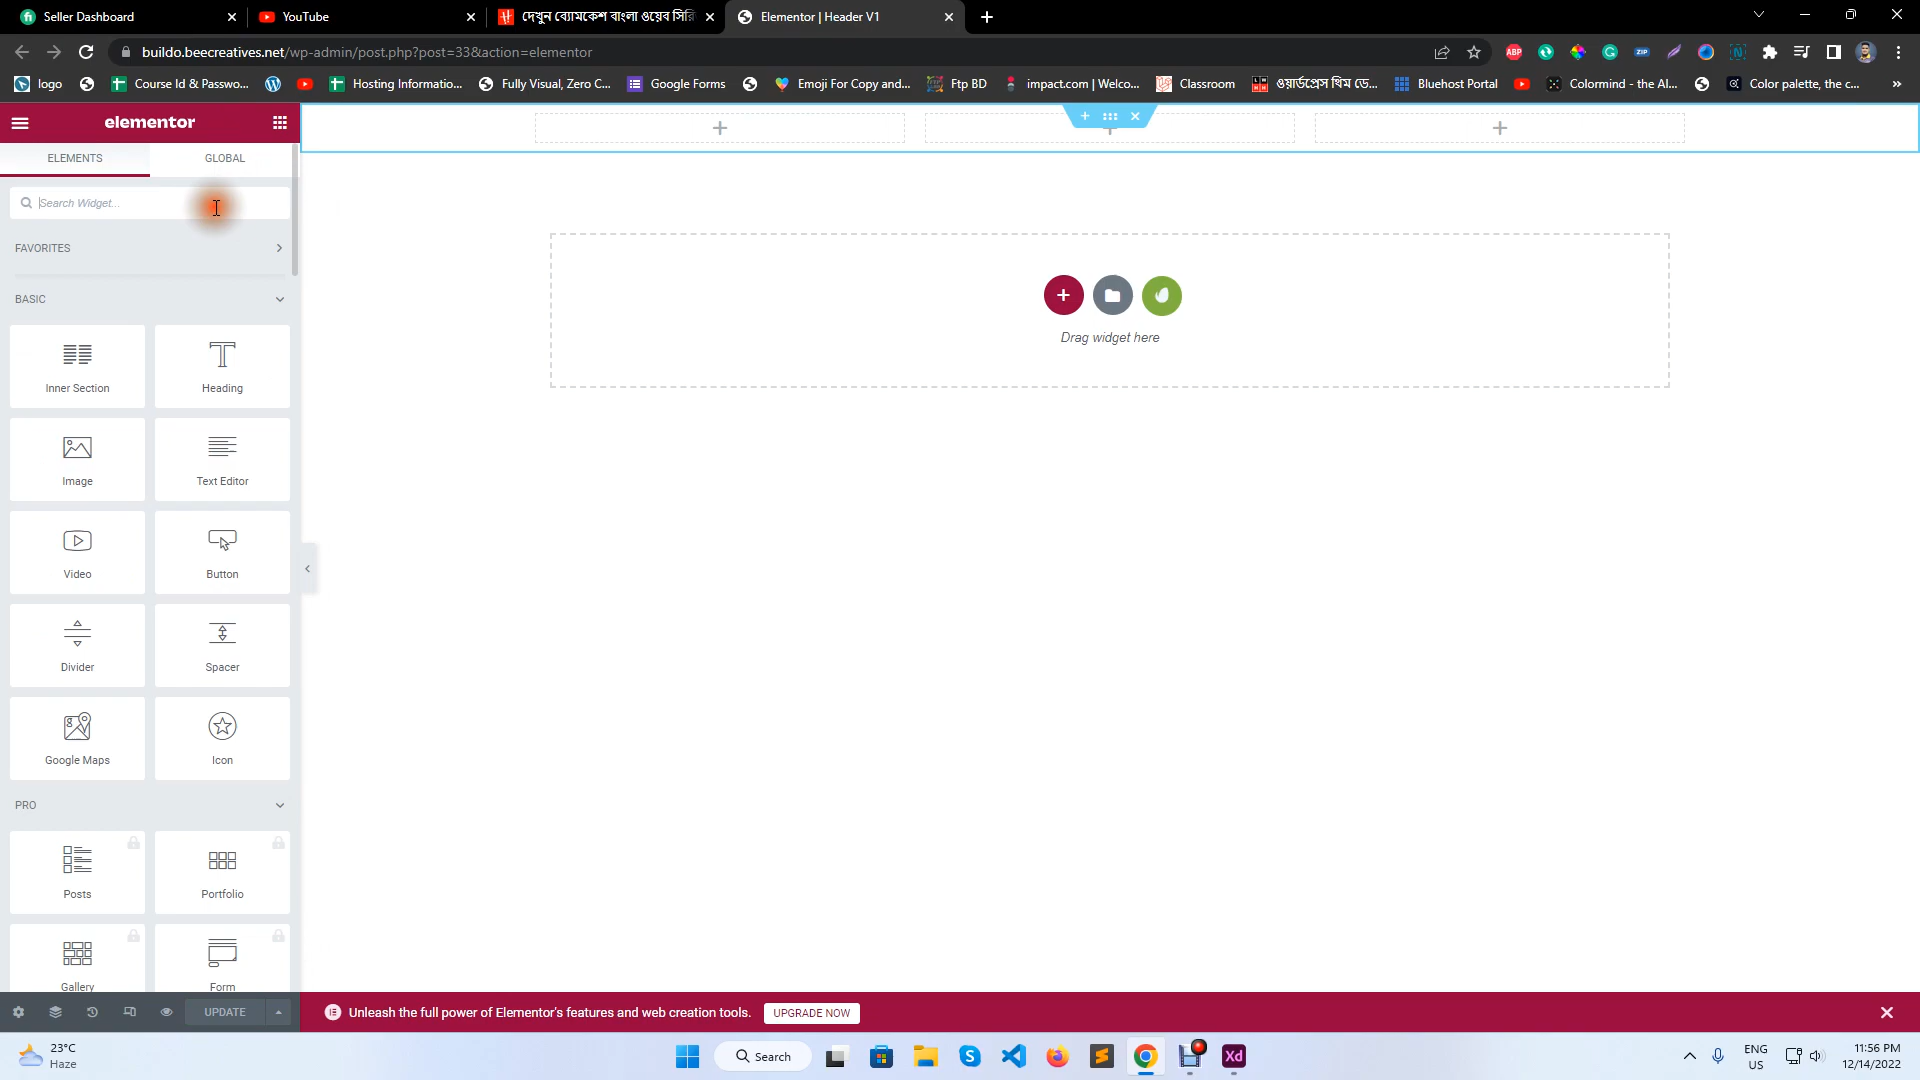 Seller Dashboard
YouTube
দেখুন ব্যোমকেশ বাংলা ওয়েব সিরি
Elementor | Header V1
buildo.beecreatives.net/wp-admin/post.php?post=33&action=elementor
ABP
ZIP
logo
Course Id & Passwo...
Hosting Informatio...
Fully Visual, Zero C...
Google Forms
Emoji For Copy and...
Ftp BD
impact.com | Welco...
Classroom
ওয়ার্ডপ্রেস থিম ডে...
Bluehost Portal
Colormind - the AI...
Color palette, the c...
elementor
ELEMENTS
GLOBAL
Search Widget...
FAVORITES
BASIC
Inner Section
Heading
Image
Text Editor
Video
Button
Divider
Spacer
Google Maps
Icon
PRO
Posts
Portfolio
Gallery
Form
Drag widget here
UPDATE
Unleash the full power of Elementor's features and web creation tools.
UPGRADE NOW
23°C
Haze
Search
Xd
ENG
US
11:56 PM
12/14/2022